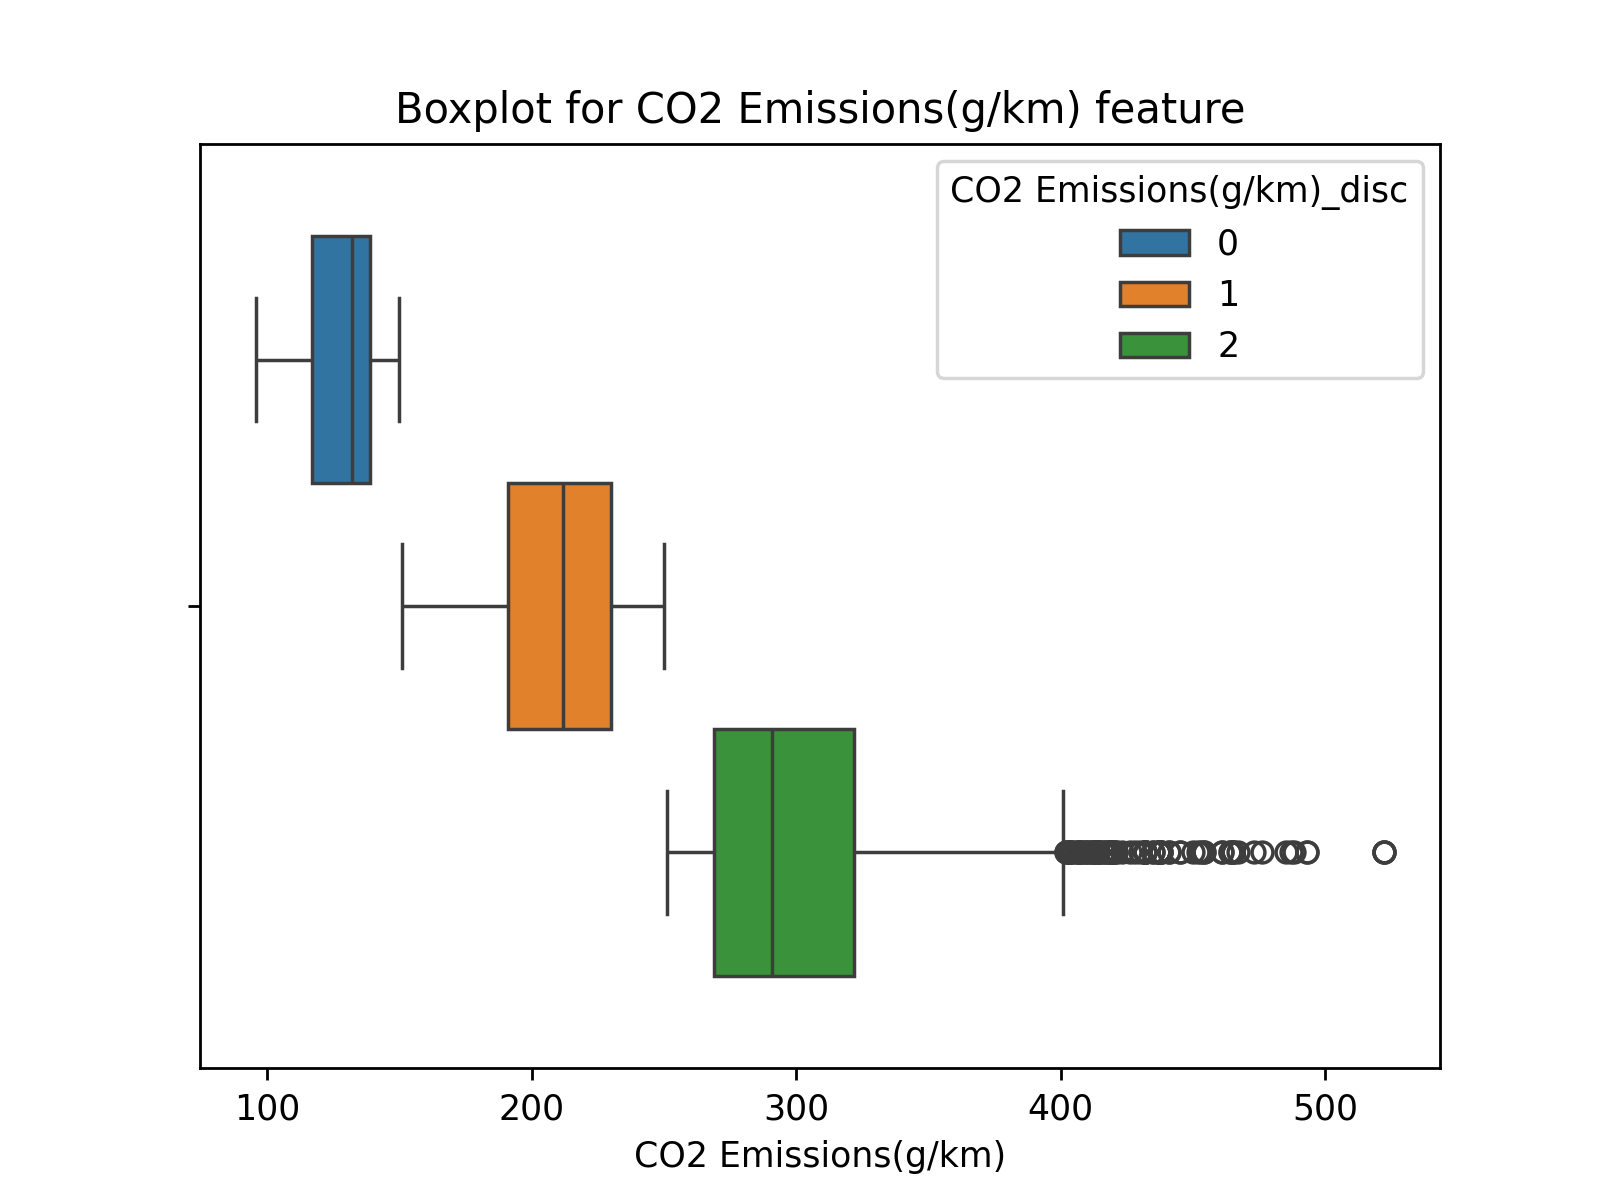 Boxplot for CO2 Emissions(g/km) feature
CO2 Emissions(g/km)_disc
0
1
2
100 200 300 400 500
CO2 Emissions(g/km)